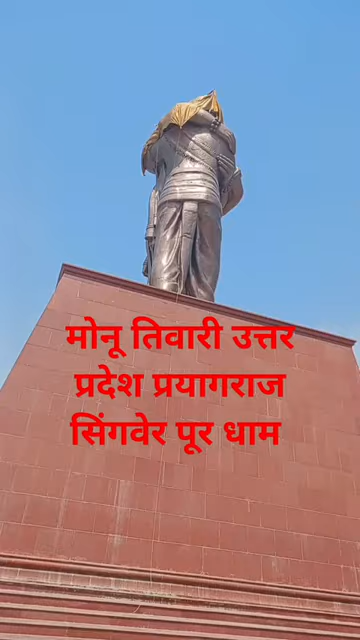 मोनू तिवारी उत्तर
प्रदेश प्रयागराज
सिंगवेर पूर धाम